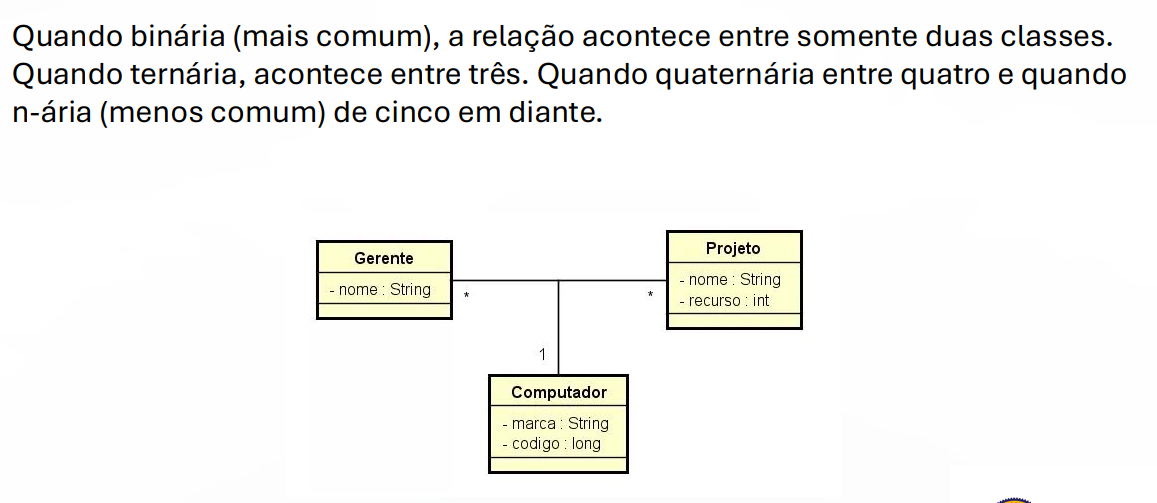 Quando binária (mais comum), a relação acontece entre somente duas classes.
Quando ternária, acontece entre três. Quando quaternária entre quatro e quando
n-ária (menos comum) de cinco em diante.
Gerente
- nome : String
*
*
Projeto
- nome : String
- recurso : int
1
Computador
- marca : String
- codigo : long